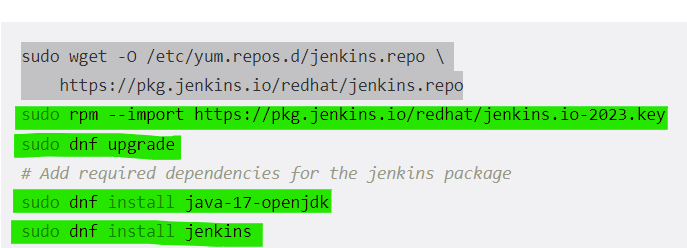 sudo wget -O /etc/yum.repos.d/jenkins.repo \
    https://pkg.jenkins.io/redhat/jenkins.repo
sudo rpm --import https://pkg.jenkins.io/redhat/jenkins.io-2023.key
sudo dnf upgrade
# Add required dependencies for the jenkins package
sudo dnf install java-17-openjdk
sudo dnf install jenkins